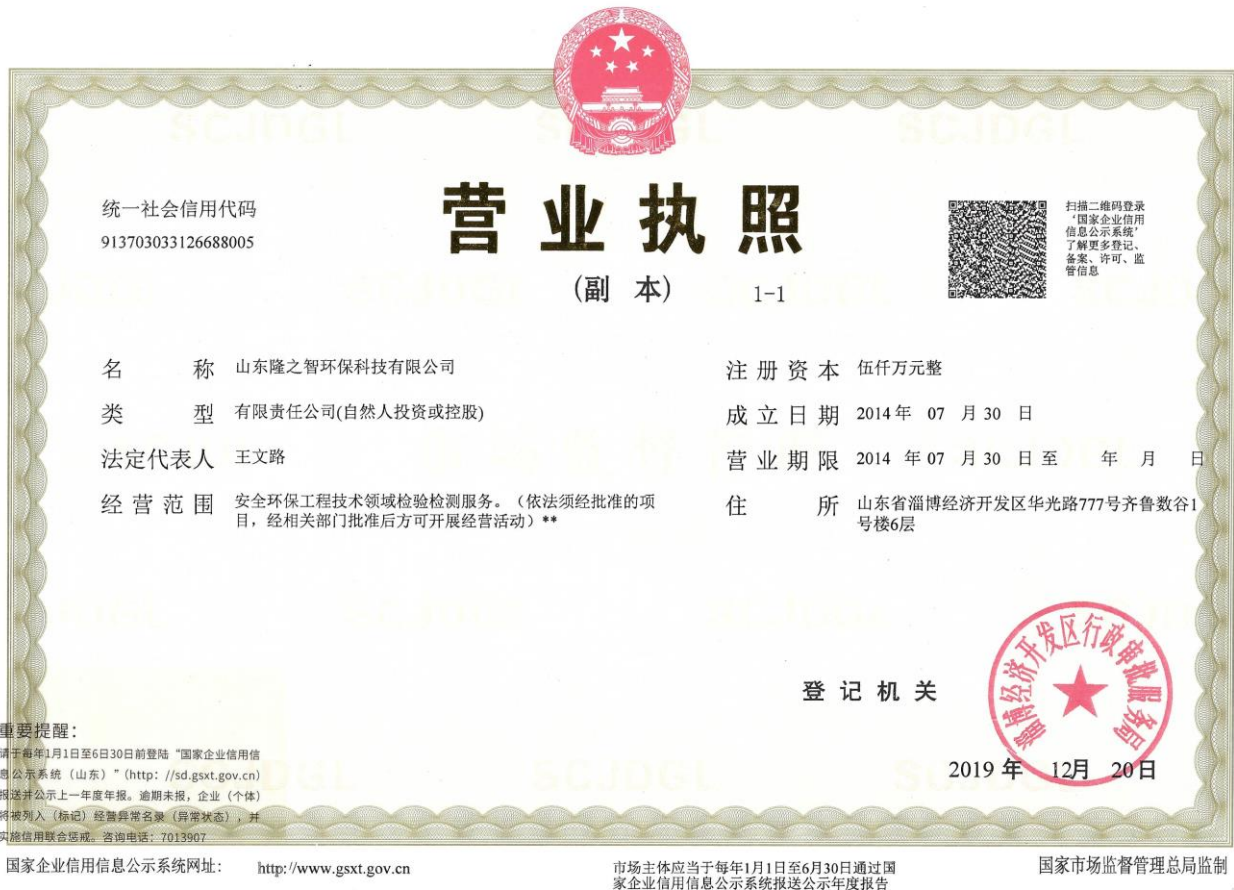 统一社会信用代码
913703033126688005
营业执照
(副 本) 1-1
扫描二维码登录
‘国家企业信用
信息公示系统’
了解更多登记、
备案、许可、监
管信息
名 称 山东隆之智环保科技有限公司
类 型 有限责任公司(自然人投资或控股)
法定代表人 王文路
经营范围 安全环保工程技术领域检验检测服务。（依法须经批准的项
目，经相关部门批准后方可开展经营活动）**
注册资本 伍仟万元整
成立日期 2014年 07 月 30 日
营业期限 2014 年 07 月 30 日 至 年 月 日
住 所 山东省淄博经济开发区华光路777号齐鲁数谷1
号楼6层
登记机关
淄博经济开发区行政审批服务局
2019 年 12月 20日
重要提醒：
请于每年1月1日至6日30日前登陆“国家企业信用信
息公示系统（山东）”(http: //sd.gsxt.gov.cn)
报送并公示上一年度年报。逾期未报，企业（个体）
将被列入（标记）经营异常名录（异常状态），并
实施信用联合惩戒。咨询电话：7013907
国家企业信用信息公示系统网址： http://www.gsxt.gov.cn
市场主体应当于每年1月1日至6月30日通过国
家企业信用信息公示系统报送公示年度报告
国家市场监督管理总局监制
SCJDGL